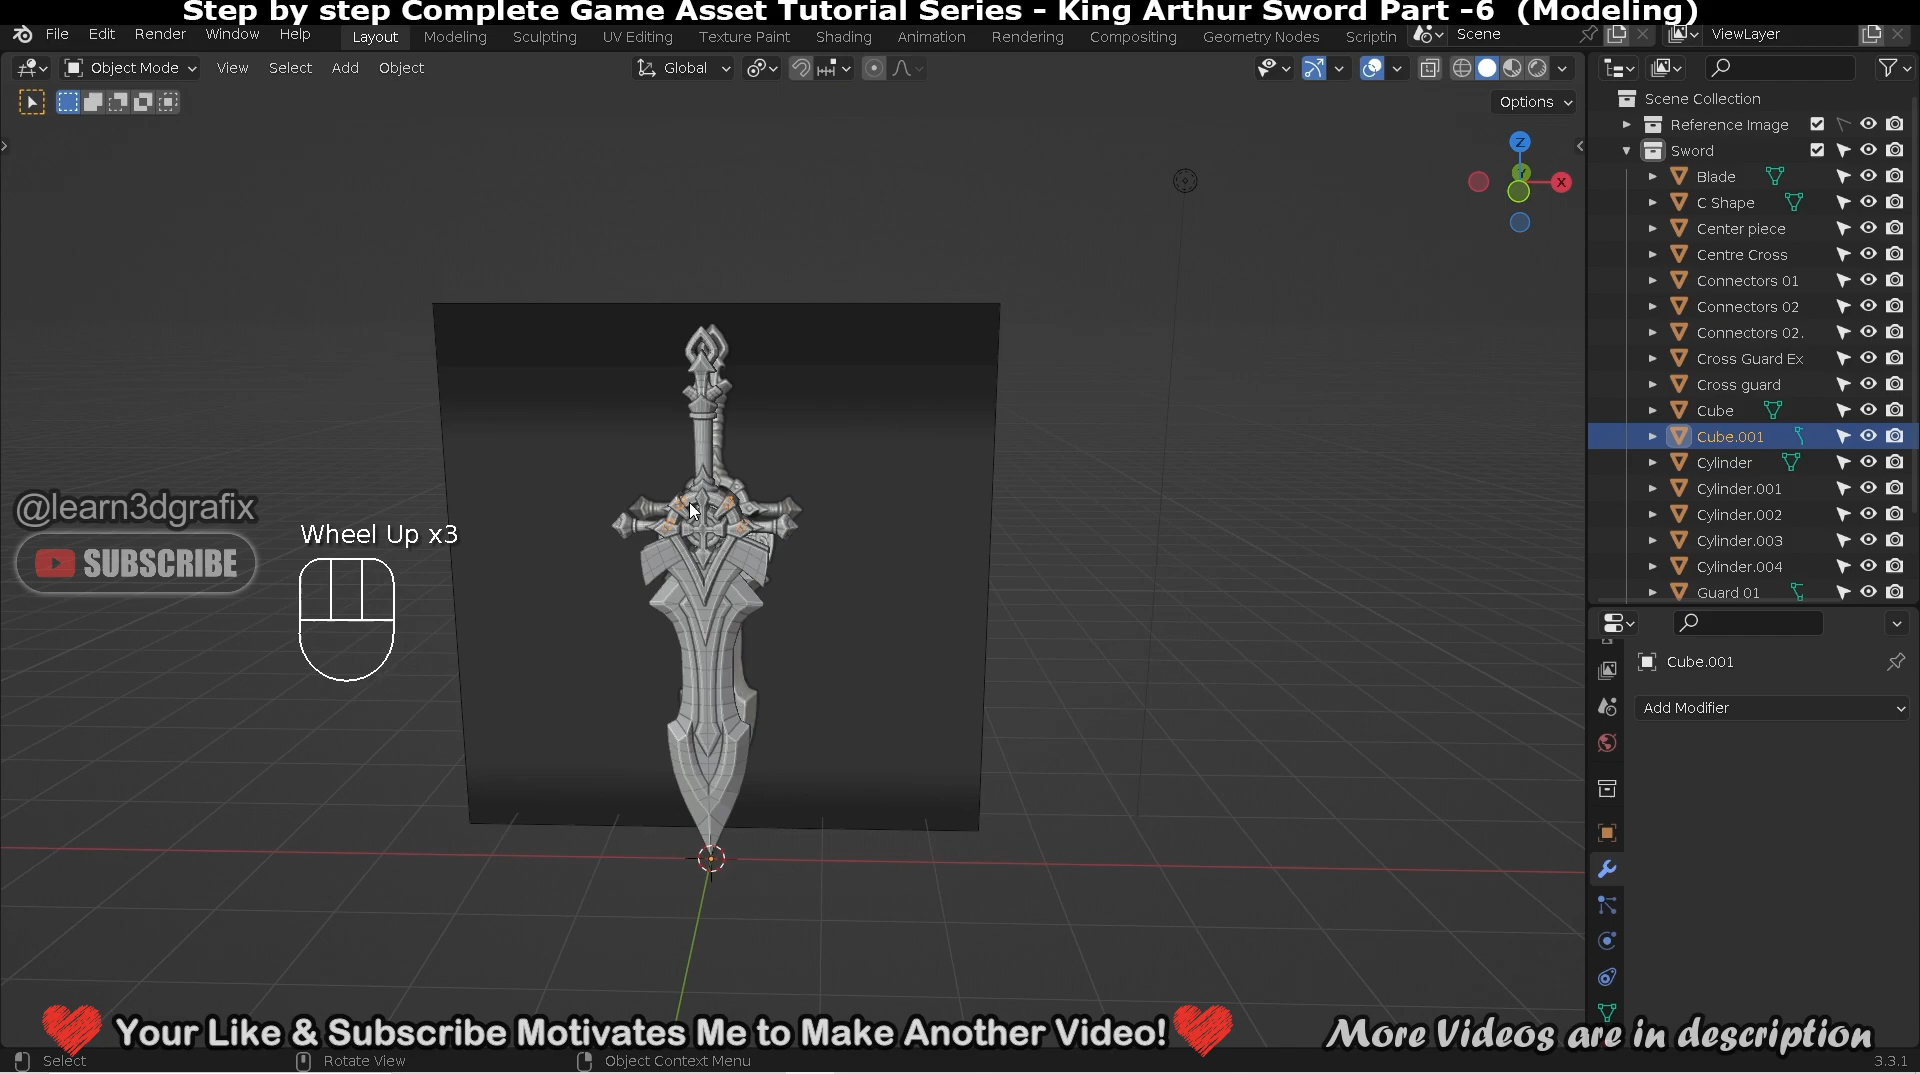 Step by step Complete Game Asset Tutorial Series - King Arthur Sword Part -6 (Modeling)
File Edit Render Window Help Layout Modeling Sculpting UV Editing Texture Paint Shading Animation Rendering Compositing Geometry Nodes Scriptin Scene ViewLayer
Object Mode View Select Add Object Global
Options
Z
Y
X
Scene Collection
Reference Image
Sword
Blade
C Shape
Center piece
Centre Cross
Connectors 01
Connectors 02
Connectors 02.
Cross Guard Ex
Cross guard
Cube
Cube.001
Cylinder
Cylinder.001
Cylinder.002
Cylinder.003
Cylinder.004
Guard 01
Cube.001
Add Modifier
@learn3dgrafix
SUBSCRIBE
Wheel Up x3
Your Like & Subscribe Motivates Me to Make Another Video!
More Videos are in description
Select Rotate View Object Context Menu 3.3.1